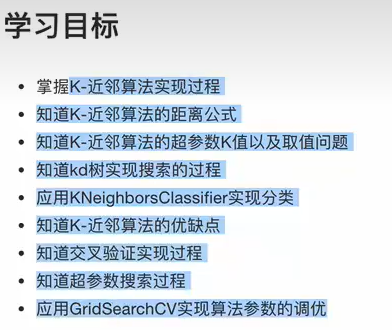 学习目标
掌握K-近邻算法实现过程
知道K-近邻算法的距离公式
知道K-近邻算法的超参数K值以及取值问题
知道kd树实现搜索的过程
应用KNeighborsClassifier实现分类
知道K-近邻算法的优缺点
知道交叉验证实现过程
知道超参数搜索过程
应用GridSearchCV实现算法参数的调优